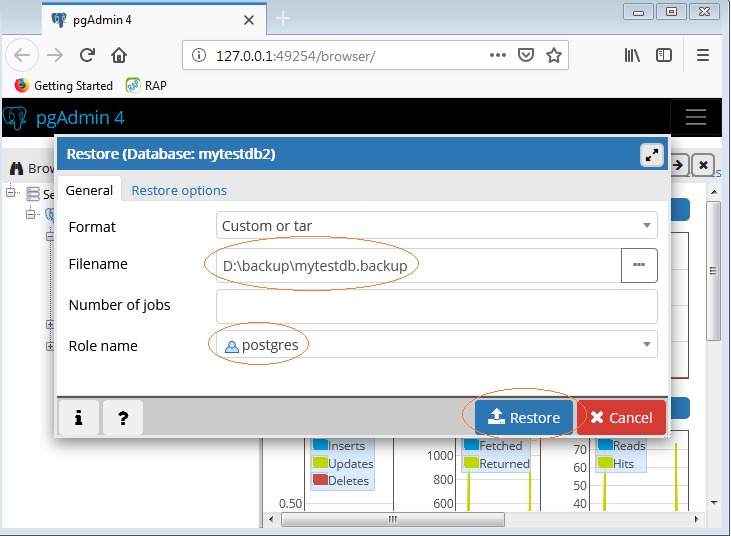 pgAdmin 4
127.0.0.1:49254/browser/
Getting Started RAP
pgAdmin 4
Restore (Database: mytestdb2)
Brow
General Restore options
Se
Format Custom or tar
Filename D:\backup\mytestdb.backup
Number of jobs
Role name postgres
i ? Restore Cancel
Inserts
Updates
Deletes
0.50
1000
800
600
Fetched
Returned
70
60
50
40
Reads
Hits